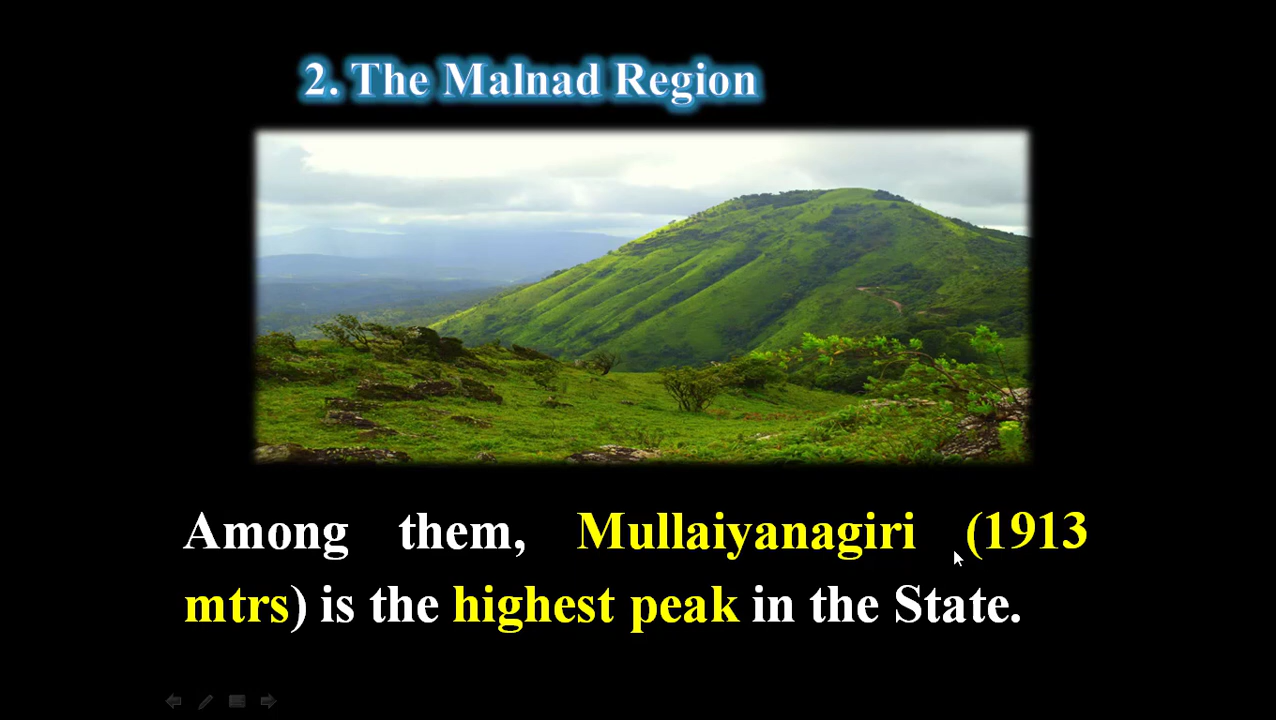 2. The Malnad Region
Among them, Mullaiyanagiri (1913
mtrs) is the highest peak in the State.